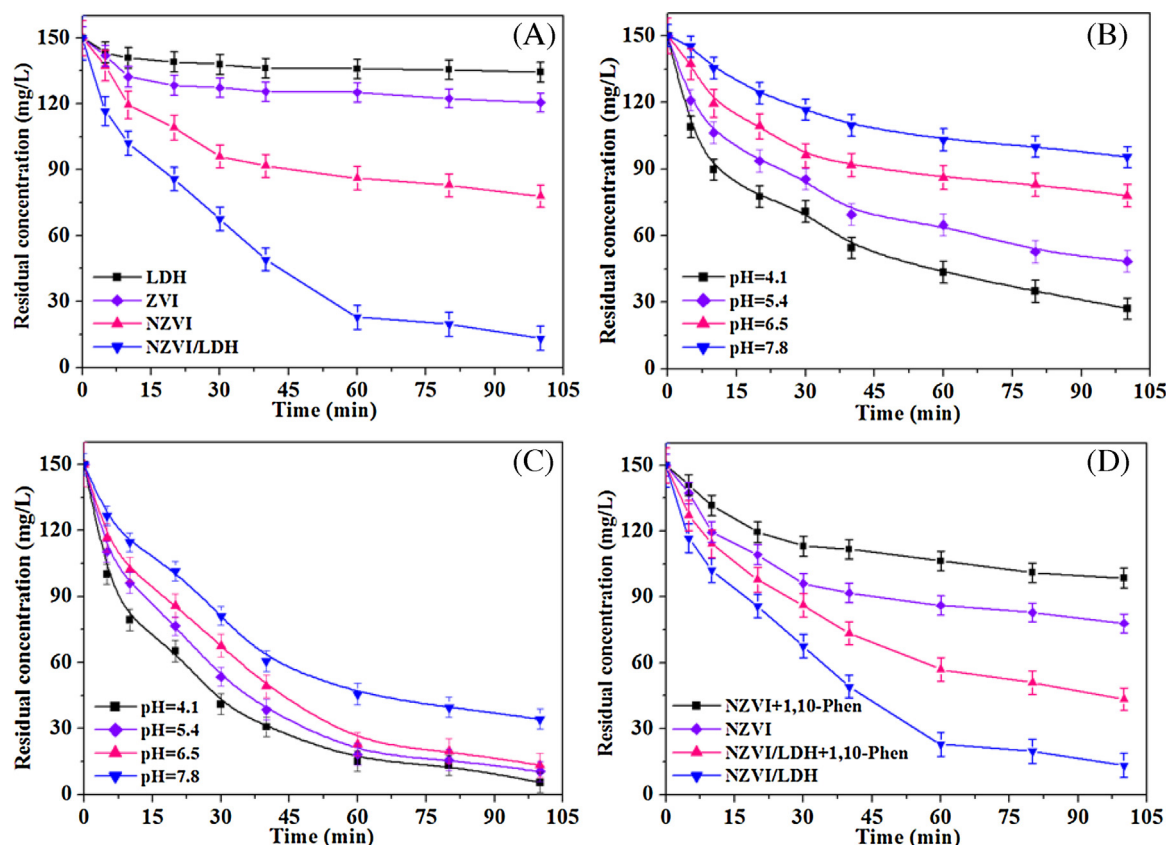 (A)
Residual concentration (mg/L)
150
120
90
60
30
0
LDH
ZVI
NZVI
NZVI/LDH
0 15 30 45 60 75 90 105
Time (min)
(B)
Residual concentration (mg/L)
150
120
90
60
30
0
pH=4.1
pH=5.4
pH=6.5
pH=7.8
0 15 30 45 60 75 90 105
Time (min)
(C)
Residual concentration (mg/L)
150
120
90
60
30
0
pH=4.1
pH=5.4
pH=6.5
pH=7.8
0 15 30 45 60 75 90 105
Time (min)
(D)
Residual concentration (mg/L)
150
120
90
60
30
0
NZVI+1,10-Phen
NZVI
NZVI/LDH+1,10-Phen
NZVI/LDH
0 15 30 45 60 75 90 105
Time (min)